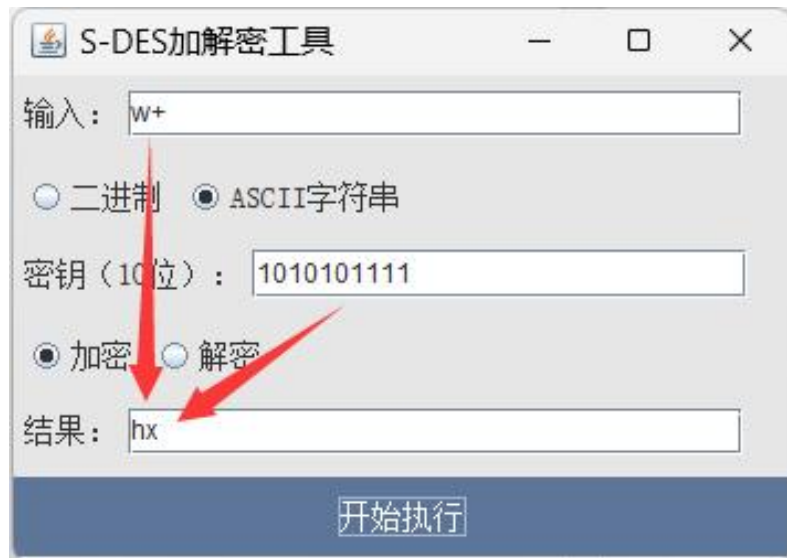 S-DES加解密工具
输入： w+
二进制 ASCII字符串
密钥（10位）： 1010101111
加密 解密
结果： hx
开始执行